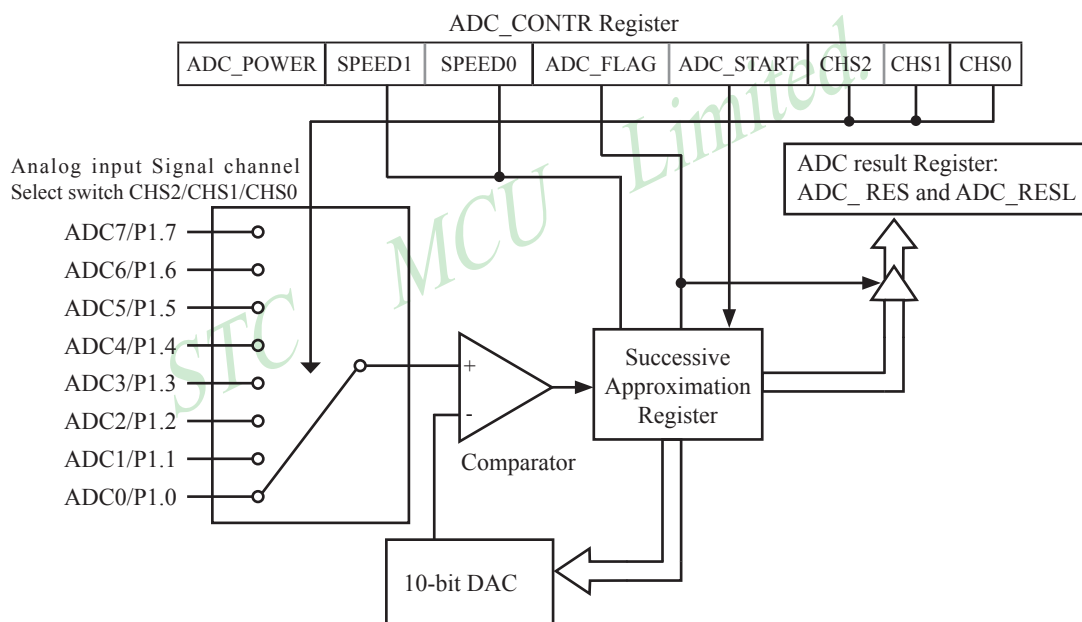 ADC_CONTR Register
ADC_POWER SPEED1 SPEED0 ADC_FLAG ADC_START CHS2 CHS1 CHS0
STC MCU Limited.
Analog input Signal channel
Select switch CHS2/CHS1/CHS0
ADC result Register:
ADC_ RES and ADC_RESL
ADC7/P1.7
ADC6/P1.6
ADC5/P1.5
ADC4/P1.4
ADC3/P1.3
ADC2/P1.2
ADC1/P1.1
ADC0/P1.0
+
-
Comparator
Successive
Approximation
Register
10-bit DAC